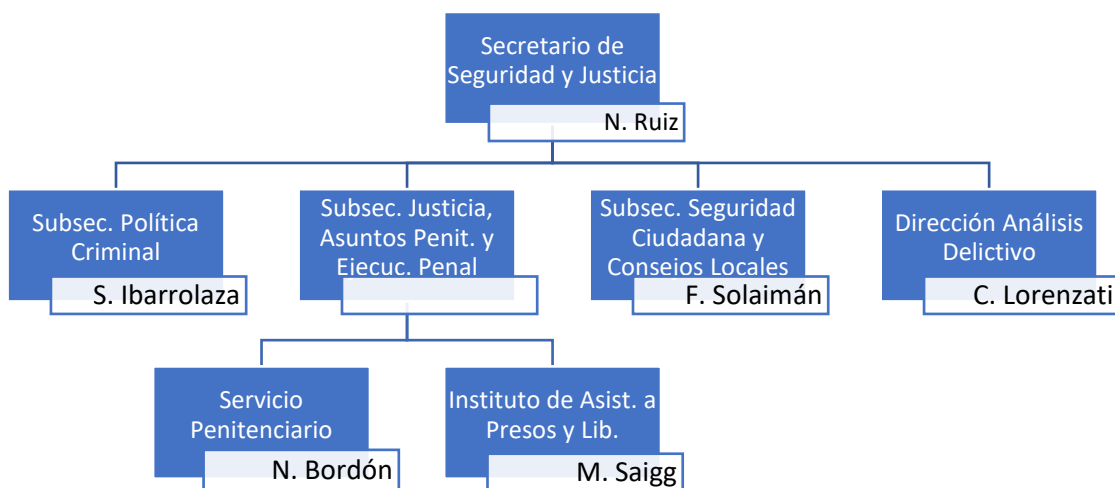 Secretario de
Seguridad y Justicia
N. Ruiz
Subsec. Política
Criminal
S. Ibarrolaza
Subsec. Justicia,
Asuntos Penit. y
Ejecuc. Penal
Subsec. Seguridad
Ciudadana y
Consejos Locales
F. Solaimán
Dirección Análisis
Delictivo
C. Lorenzati
Servicio
Penitenciario
N. Bordón
Instituto de Asist. a
Presos y Lib.
M. Saigg